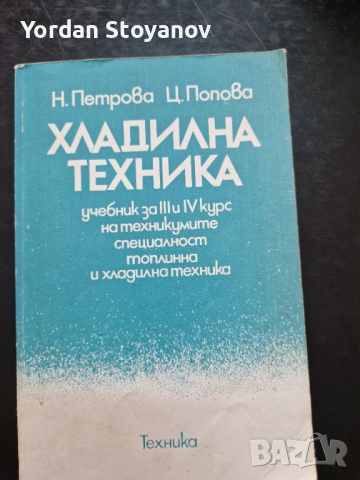 Yordan Stoyanov
Н. Петрова Ц. Попова
ХЛАДИЛНА
ТЕХНИКА
учебник за III и IV курс
на техникумите
специалност
топлинна
и хладилна техника
Техника
BAZAR